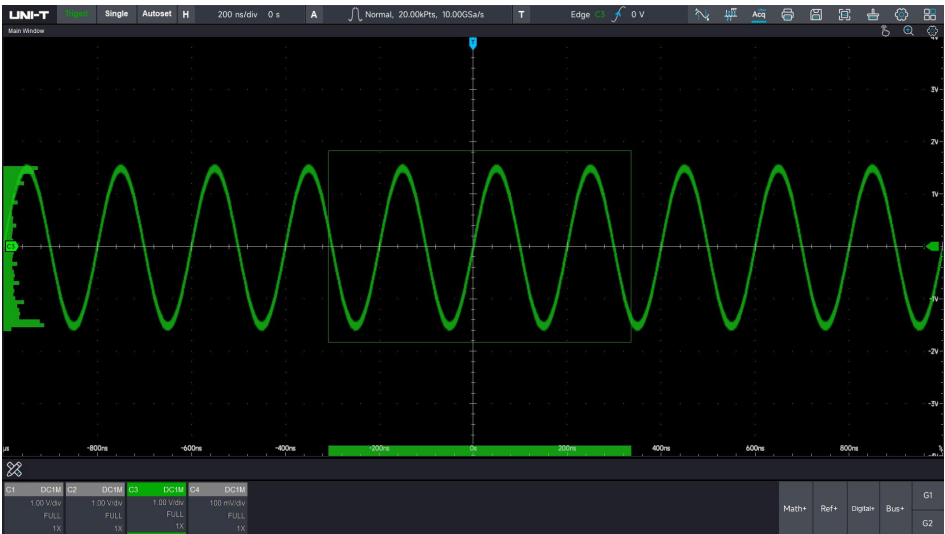 UNI-T Triged Single Autoset H 200 ns/div 0 s A Normal, 20.00kPts, 10.00GSa/s T Edge C3 0 V Acq
Main Window
T
3V
2V
1V
C3
-1V
-2V
-3V
µs -800ns -600ns -400ns -200ns 0s 200ns 400ns 600ns 800ns
C1 DC1M C2 DC1M C3 DC1M C4 DC1M
1.00 V/div 1.00 V/div 1.00 V/div 100 mV/div
FULL FULL FULL FULL
1X 1X 1X 1X
Math+ Ref+ Digital+ Bus+ G1
G2